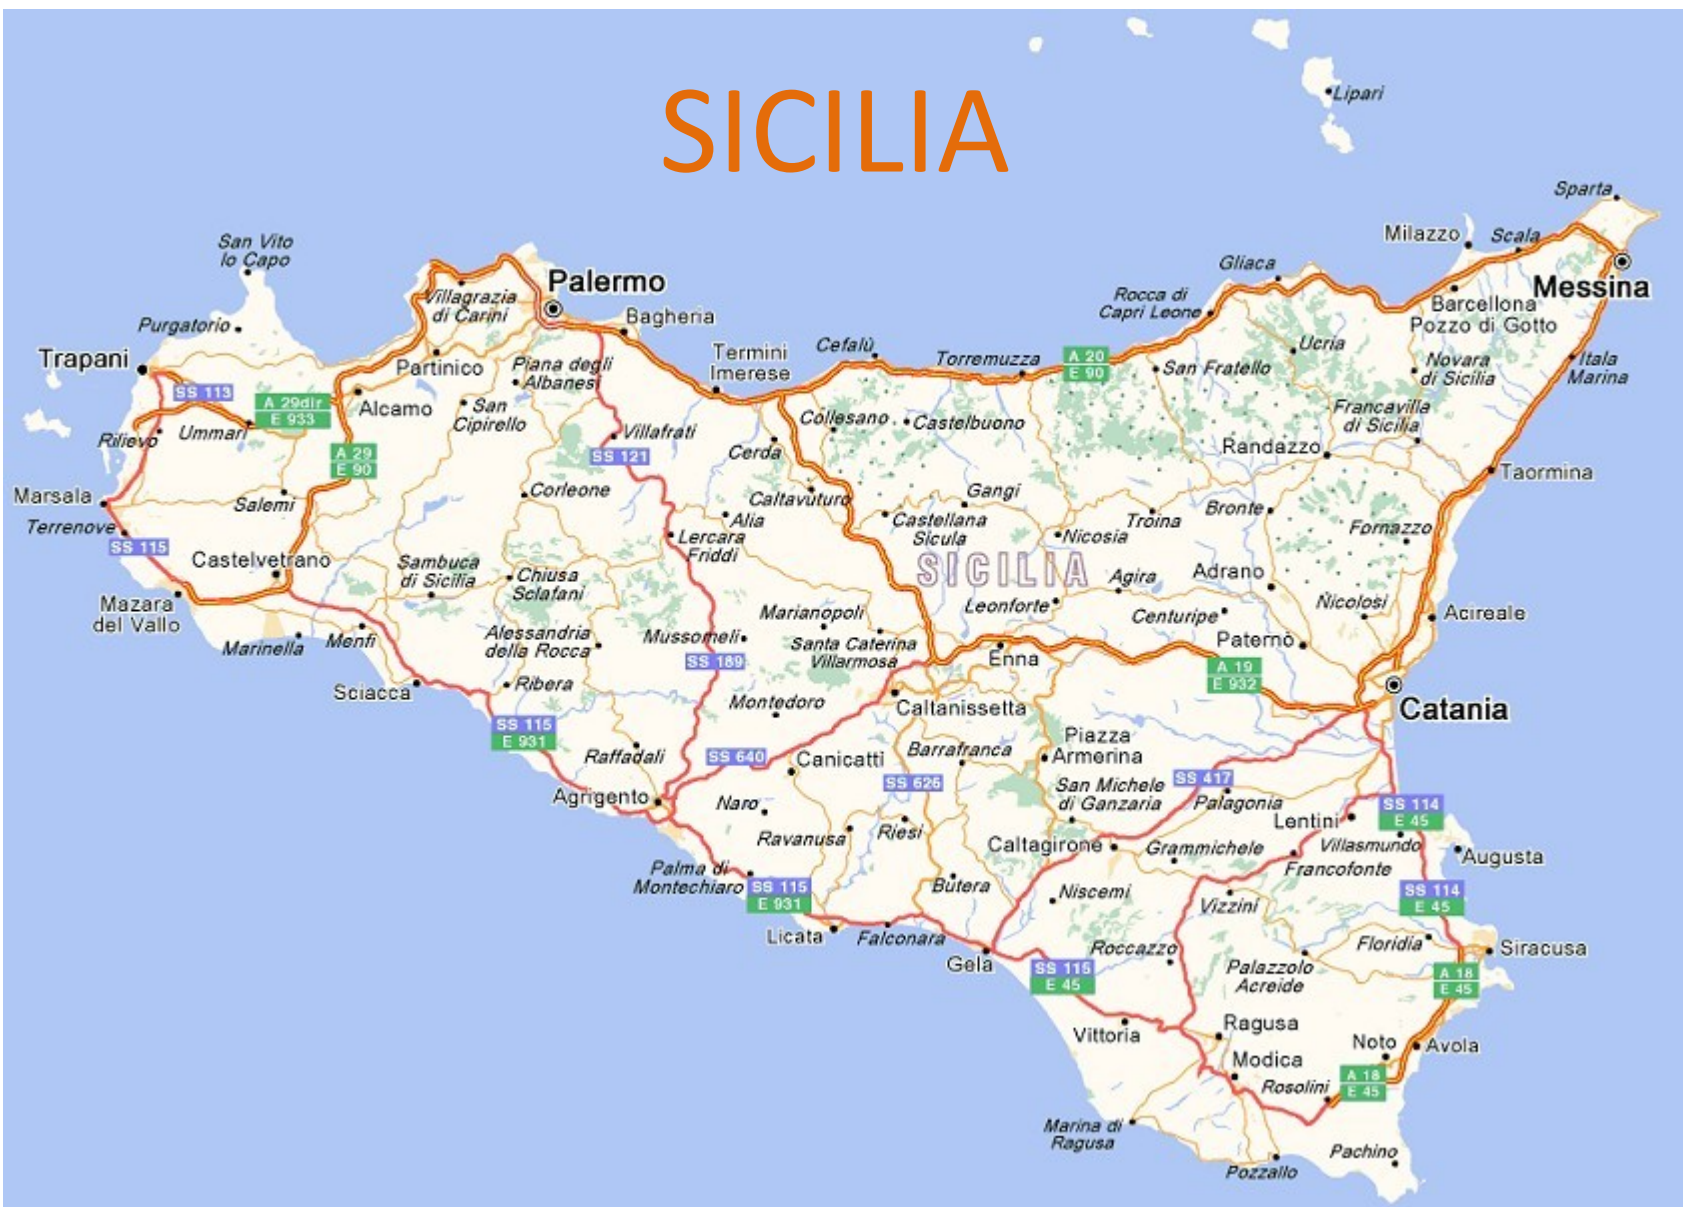 SICILIA
Lipari
Sparta
Milazzo
Scala
San Vito
lo Capo
Gliaca
Messina
Palermo
Villagrazia
di Carini
Rocca di
Capri Leone
Barcellona
Pozzo di Gotto
Purgatorio
Bagheria
Trapani
Partinico
Piana degli
Albanesi
Termini
Imerese
Cefalù
Torremuzza
A 20
E 90
San Fratello
Ucria
Novara
di Sicilia
Itala
Marina
SS 113
A 29dir
E 933
Alcamo
San
Cipirello
Collesano
Castelbuono
Francavilla
di Sicilia
Rilievo
Ummari
A 29
E 90
Villafrati
SS 121
Cerda
Randazzo
Taormina
Marsala
Salemi
Corleone
Caltavuturo
Gangi
Terrenove
SS 115
Alia
Castellana
Sicula
Troina
Bronte
Fornazzo
Lercara
Friddi
Nicosia
Castelvetrano
Sambuca
di Sicilia
Chiusa
Sclafani
SICILIA
Agira
Adrano
Mazara
del Vallo
Marianopoli
Leonforte
Centuripe
Nicolosi
Acireale
Marinella
Menfi
Alessandria
della Rocca
Mussomeli
Santa Caterina
Villarmosa
Enna
Paternò
SS 189
A 19
E 932
Sciacca
Ribera
Montedoro
Caltanissetta
Catania
SS 115
E 931
Raffadali
SS 640
Canicatti
Barrafranca
Piazza
Armerina
SS 626
SS 417
Agrigento
Naro
San Michele
di Ganzaria
Palagonia
SS 114
E 45
Ravanusa
Riesi
Lentini
Caltagirone
Grammichele
Villasmundo
Augusta
Palma di
Montechiaro
SS 115
E 931
Butera
Niscemi
Francofonte
Vizzini
SS 114
E 45
Licata
Falconara
Gela
Roccazzo
Floridia
Siracusa
SS 115
E 45
Palazzolo
Acreide
A 18
E 45
Vittoria
Ragusa
Noto
Avola
Modica
Rosolini
A 18
E 45
Marina di
Ragusa
Pozzallo
Pachino